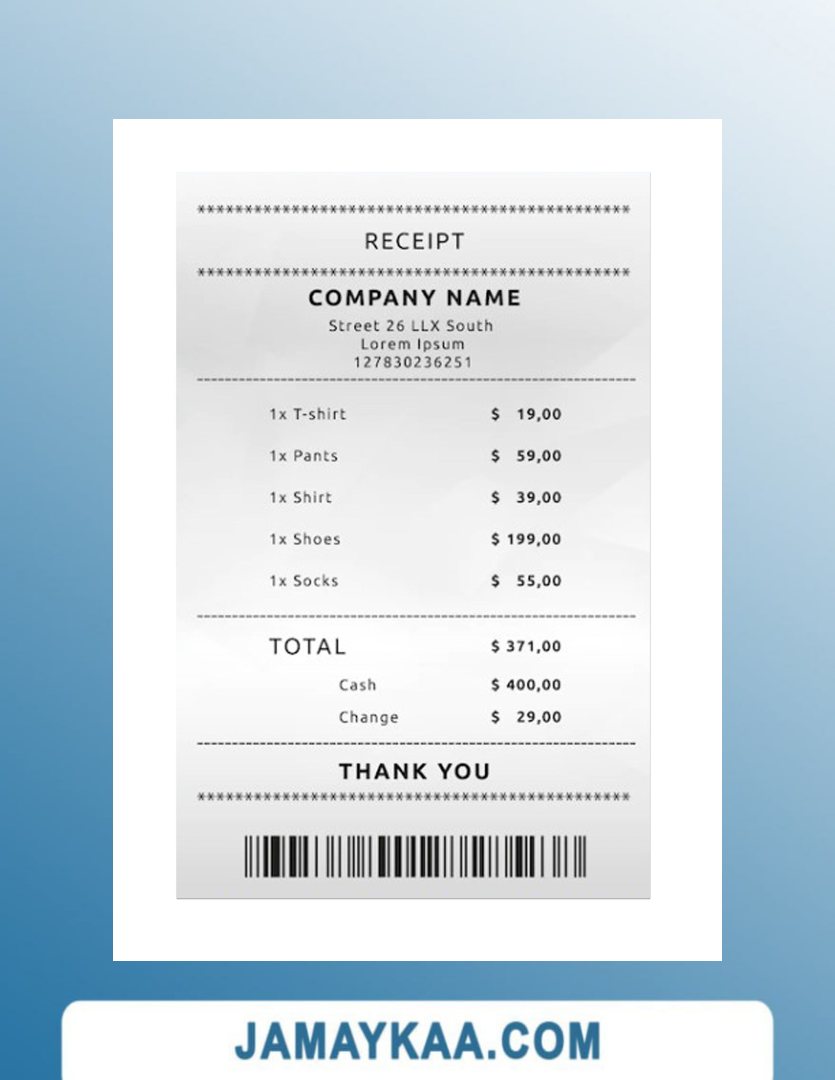 *********************************************
RECEIPT
*********************************************
COMPANY NAME
Street 26 LLX South
Lorem Ipsum
127830236251
---------------------------------------------------------------
1x T-shirt $ 19,00
1x Pants $ 59,00
1x Shirt $ 39,00
1x Shoes $ 199,00
1x Socks $ 55,00
---------------------------------------------------------------
TOTAL $ 371,00
Cash $ 400,00
Change $ 29,00
---------------------------------------------------------------
THANK YOU
*********************************************
JAMAYKAA.COM